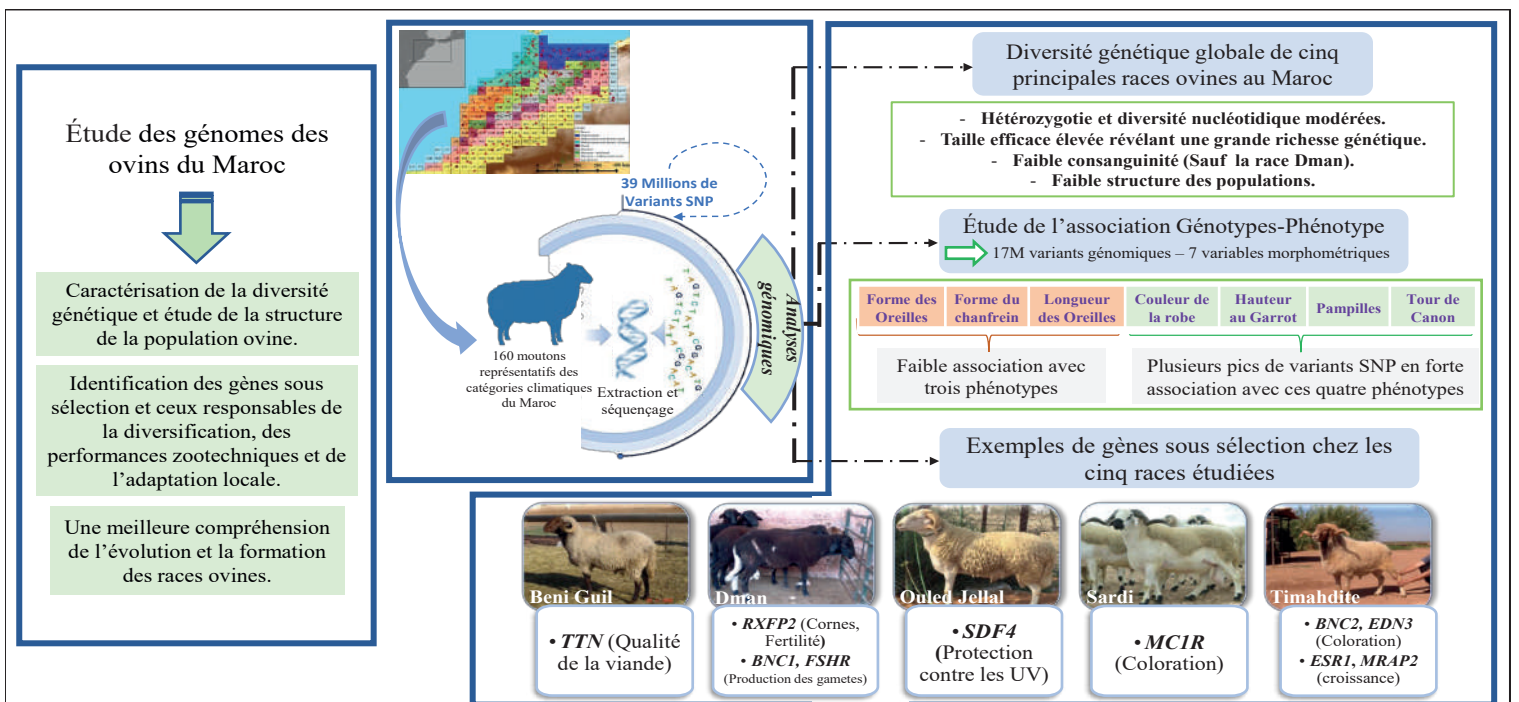 Étude des génomes des
ovins du Maroc
Caractérisation de la diversité
génétique et étude de la structure
de la population ovine.
Identification des gènes sous
sélection et ceux responsables de
la diversification, des
performances zootechniques et de
l’adaptation locale.
Une meilleure compréhension
de l’évolution et la formation
des races ovines.
39 Millions de
Variants SNP
160 moutons
représentatifs des
catégories climatiques
du Maroc
Extraction et
séquençage
Analyses
génomiques
Diversité génétique globale de cinq
principales races ovines au Maroc
- Hétérozygotie et diversité nucléotidique modérées.
- Taille efficace élevée révélant une grande richesse génétique.
- Faible consanguinité (Sauf la race Dman).
- Faible structure des populations.
Étude de l’association Génotypes-Phénotype
17M variants génomiques – 7 variables morphométriques
Forme des
Oreilles
Forme du
chanfrein
Longueur
des Oreilles
Couleur de
la robe
Hauteur
au Garrot
Pampilles
Tour de
Canon
Faible association avec
trois phénotypes
Plusieurs pics de variants SNP en forte
association avec ces quatre phénotypes
Exemples de gènes sous sélection chez les
cinq races étudiées
Beni Guil
• TTN (Qualité
de la viande)
Dman
• RXFP2 (Cornes,
Fertilité)
• BNC1, FSHR
(Production des gametes)
Ouled Jellal
• SDF4
(Protection
contre les UV)
Sardi
• MC1R
(Coloration)
Timahdite
• BNC2, EDN3
(Coloration)
• ESR1, MRAP2
(croissance)